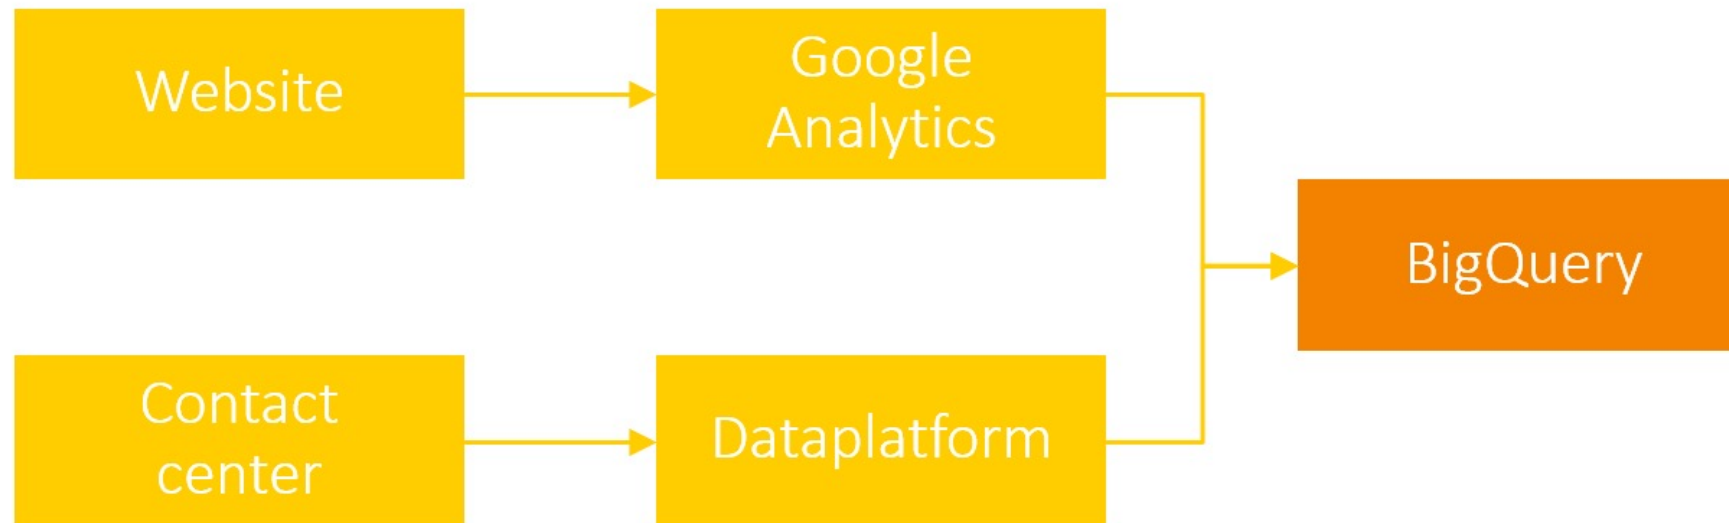 Website
Google
Analytics
BigQuery
Contact
center
Dataplatform